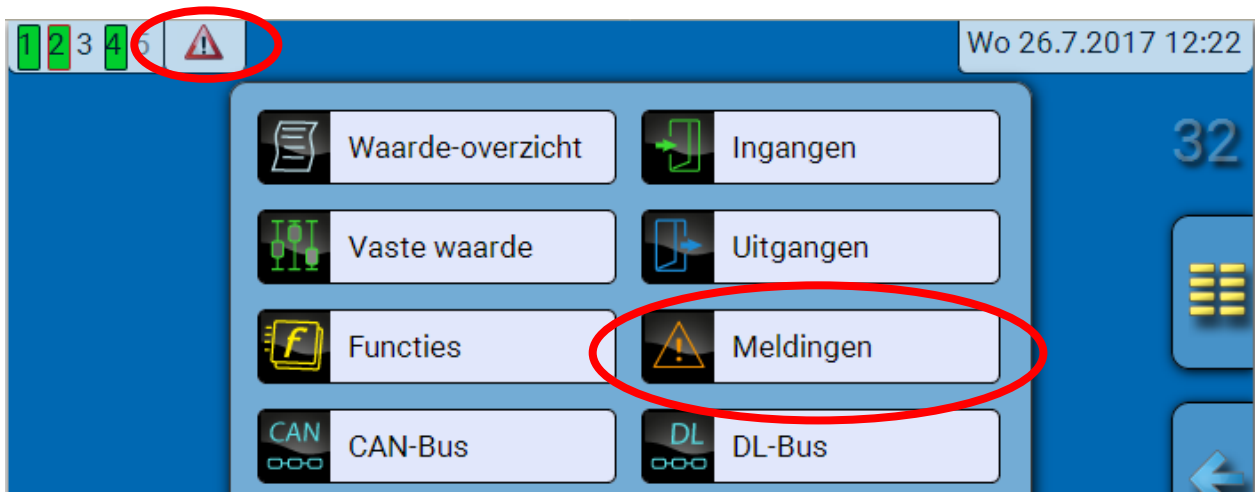 1 2 3 4 5
Wo 26.7.2017 12:22
Waarde-overzicht
Ingangen
32
Vaste waarde
Uitgangen
f Functies
Meldingen
CAN CAN-Bus
DL DL-Bus